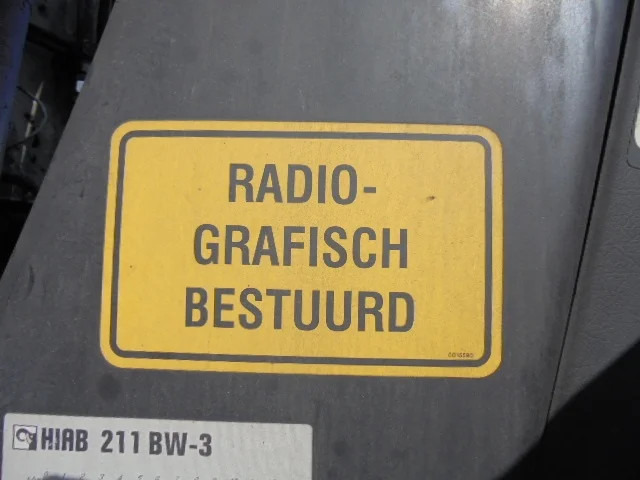 RADIO-
GRAFISCH
BESTUURD
HIAB 211 BW-3